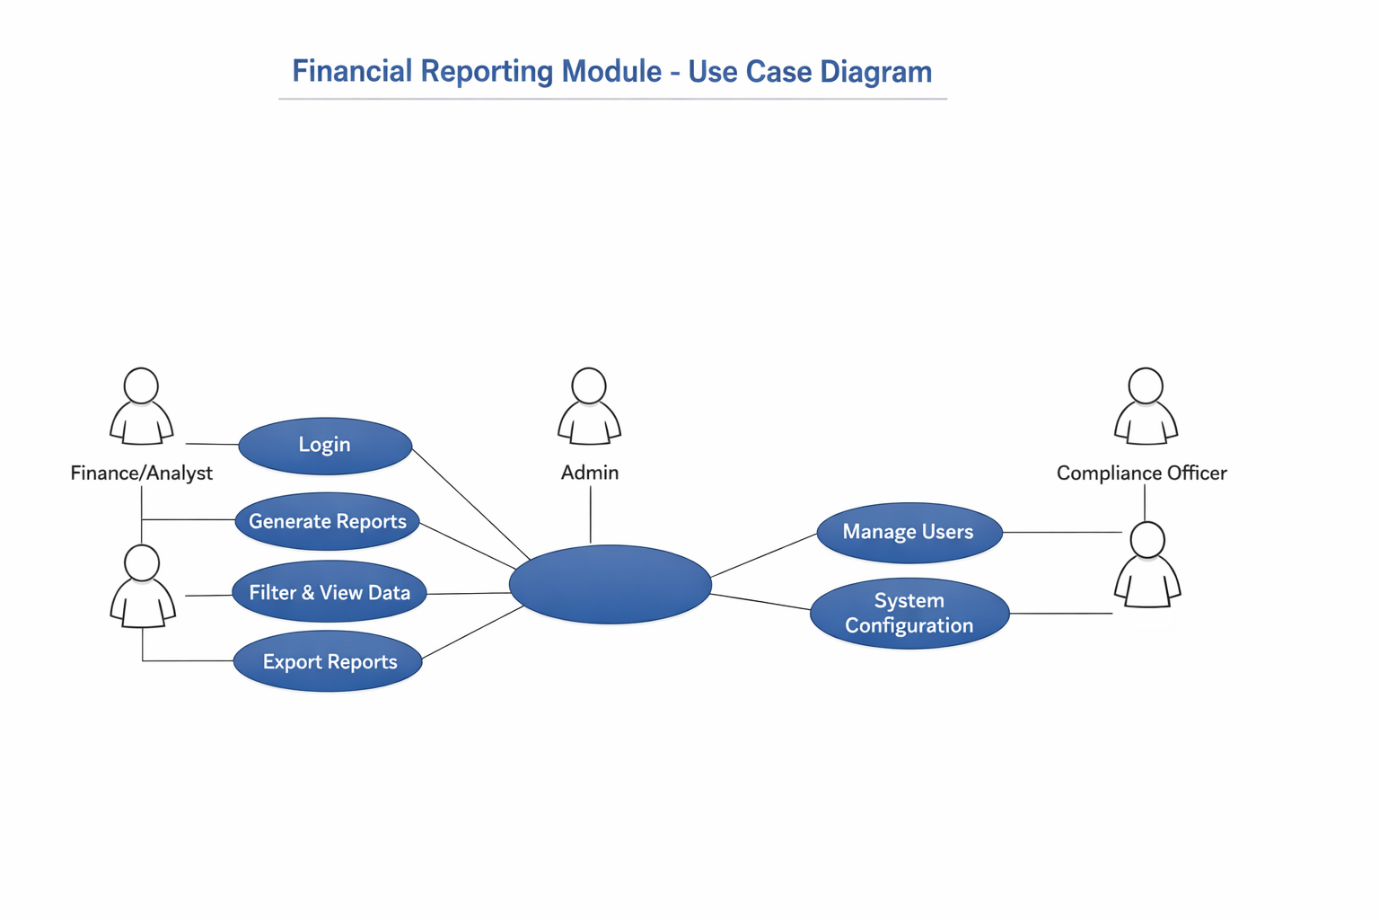 Financial Reporting Module - Use Case Diagram
Finance/Analyst
Admin
Compliance Officer
Login
Generate Reports
Filter & View Data
Export Reports
Manage Users
System
Configuration